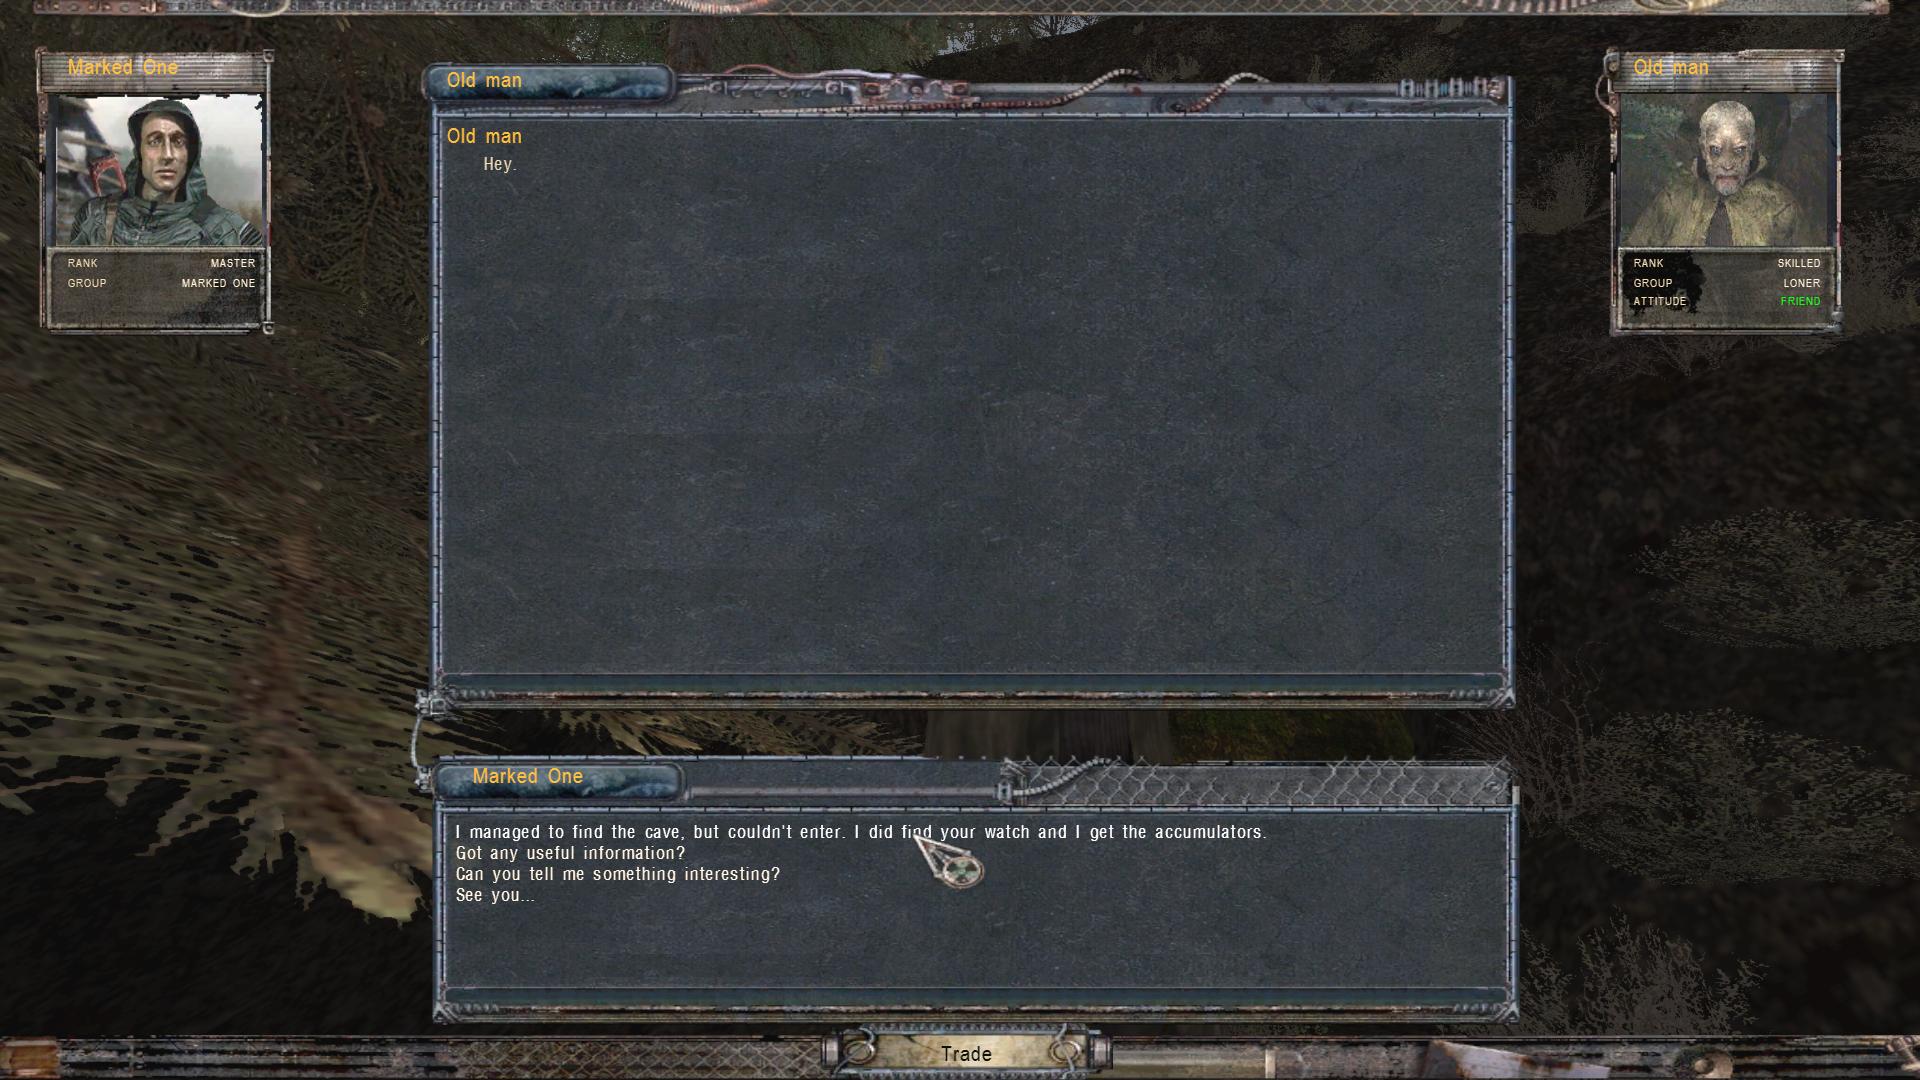 Marked One
RANK MASTER
GROUP MARKED ONE
Old man
Old man
Hey.
Old man
RANK SKILLED
GROUP LONER
ATTITUDE FRIEND
Marked One
I managed to find the cave, but couldn't enter. I did find your watch and I get the accumulators.
Got any useful information?
Can you tell me something interesting?
See you...
Trade